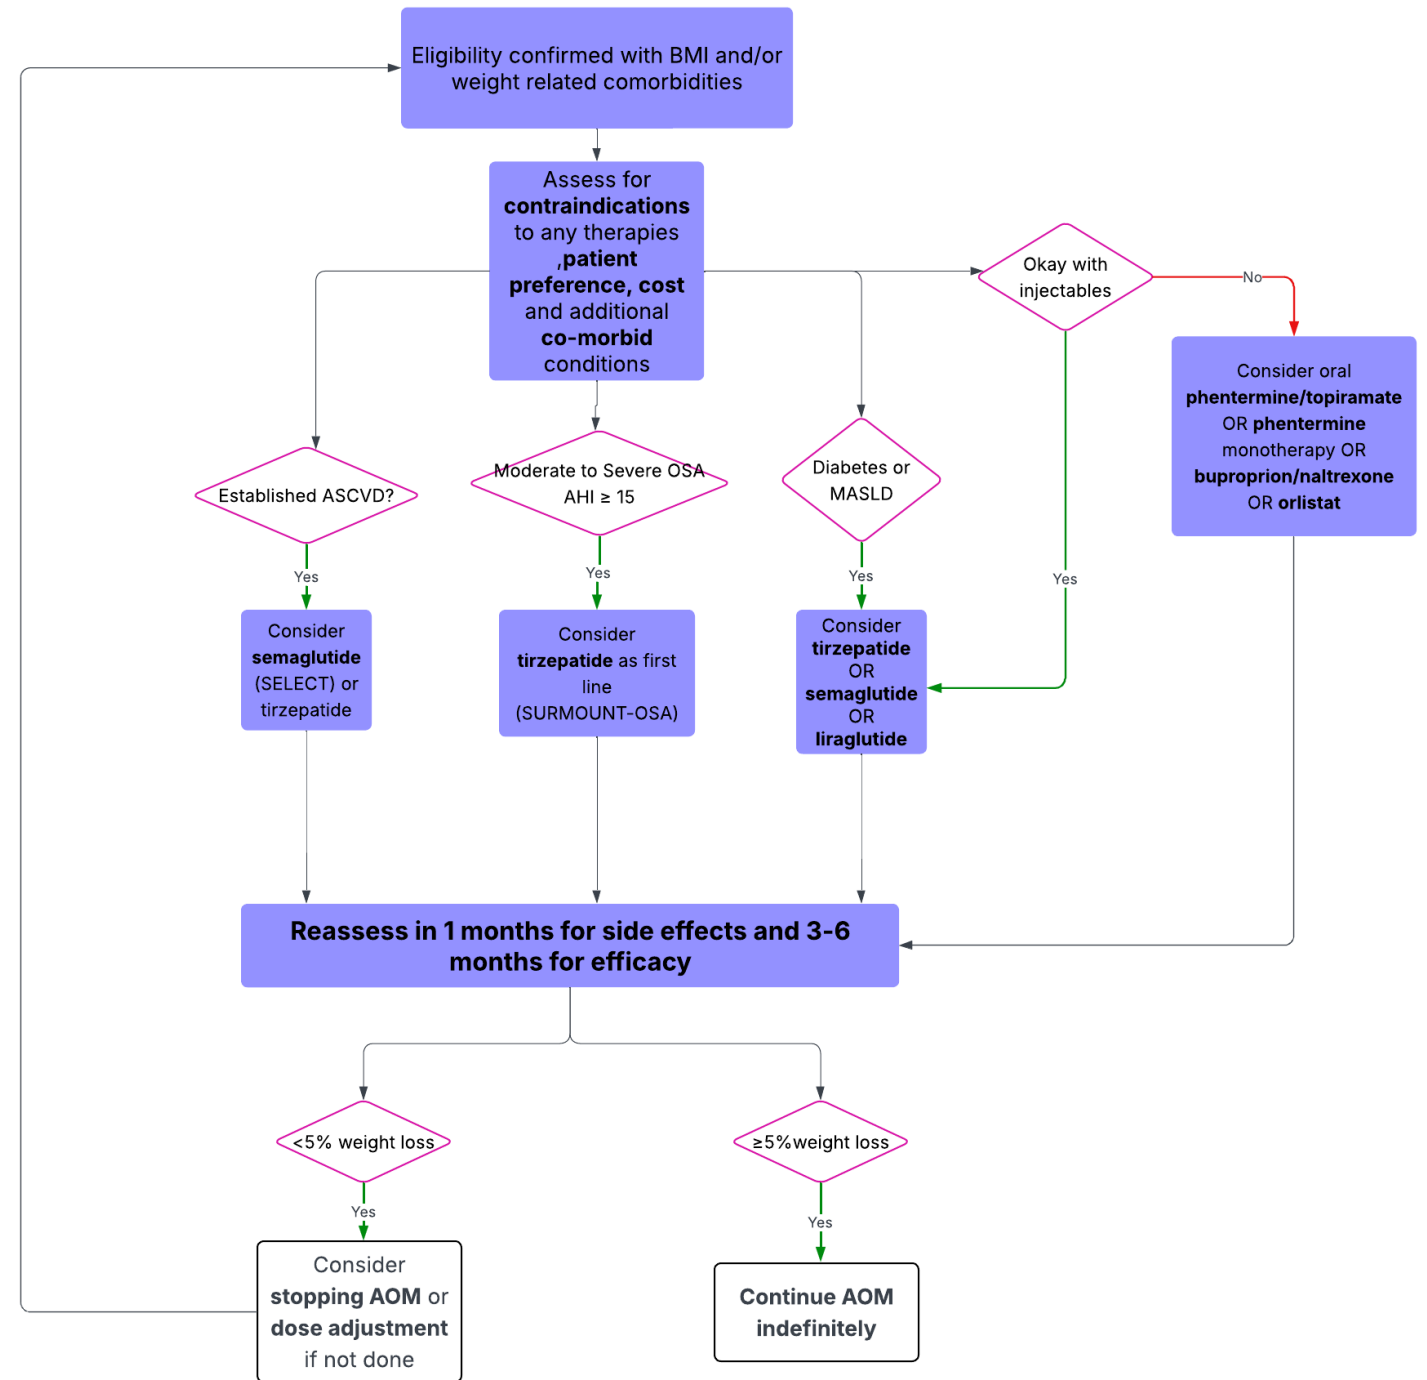 Eligibility confirmed with BMI and/or
weight related comorbidities
Assess for
contraindications
to any therapies
,patient
preference, cost
and additional
co-morbid
conditions
Okay with
injectables
No
Consider oral
phentermine/topiramate
OR phentermine
monotherapy OR
buproprion/naltrexone
OR orlistat
Established ASCVD?
Moderate to Severe OSA
AHI ≥ 15
Diabetes or
MASLD
Yes
Yes
Yes
Yes
Consider
semaglutide
(SELECT) or
tirzepatide
Consider
tirzepatide as first
line
(SURMOUNT-OSA)
Consider
tirzepatide
OR
semaglutide
OR
liraglutide
Reassess in 1 months for side effects and 3-6
months for efficacy
<5% weight loss
≥5%weight loss
Yes
Yes
Consider
stopping AOM or
dose adjustment
if not done
Continue AOM
indefinitely